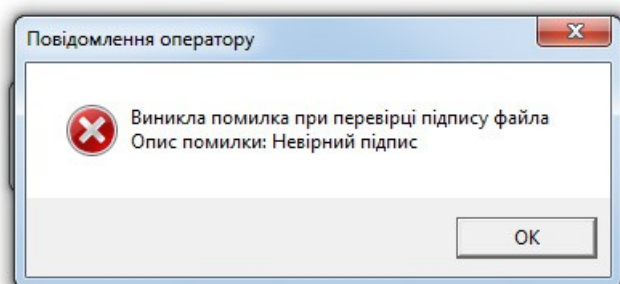 Повідомлення оператору
Виникла помилка при перевірці підпису файла
Опис помилки: Невірний підпис
OK